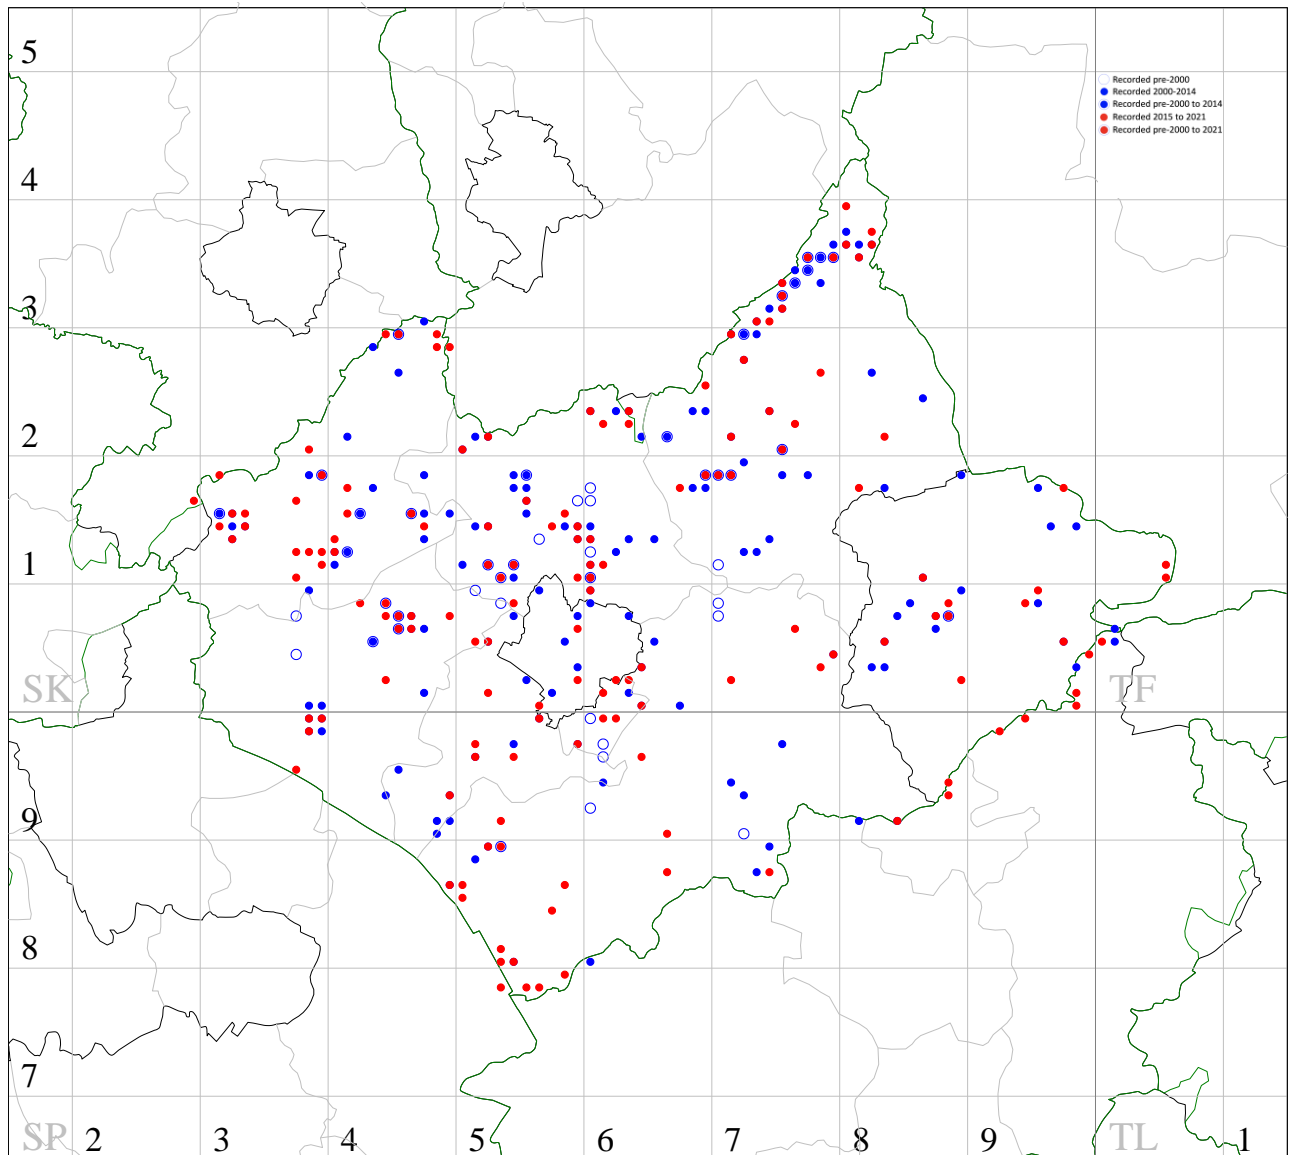 5
Recorded pre-2000
Recorded 2000-2014
Recorded pre-2000 to 2014
Recorded 2015 to 2021
Recorded pre-2000 to 2021
4
3
2
1
SK TF
9
8
7
SP 2 3 4 5 6 7 8 9 TL 1